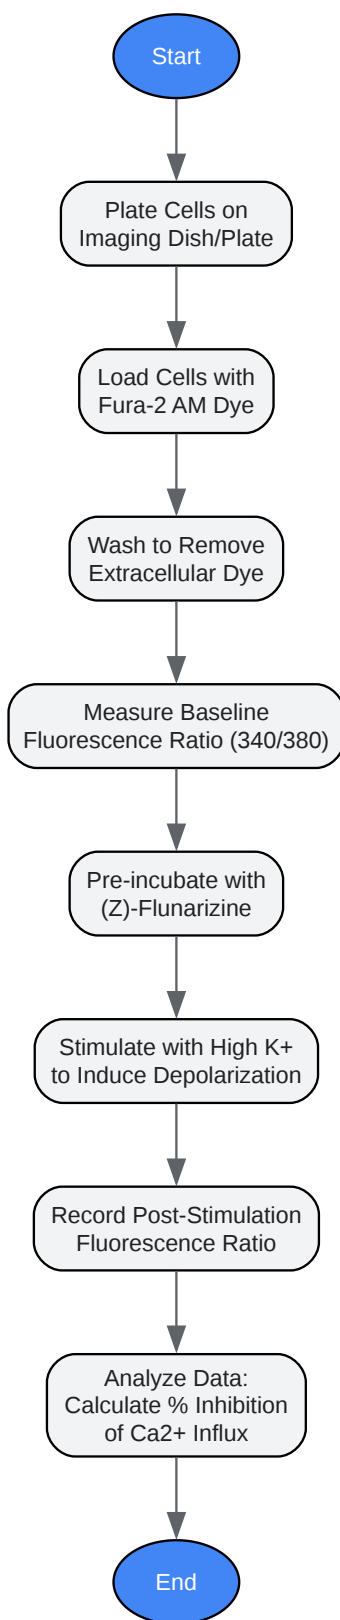 Start
Plate Cells on
Imaging Dish/Plate
Load Cells with
Fura-2 AM Dye
Wash to Remove
Extracellular Dye
Measure Baseline
Fluorescence Ratio (340/380)
Pre-incubate with
(Z)-Flunarizine
Stimulate with High K+
to Induce Depolarization
Record Post-Stimulation
Fluorescence Ratio
Analyze Data:
Calculate % Inhibition
of Ca2+ Influx
End